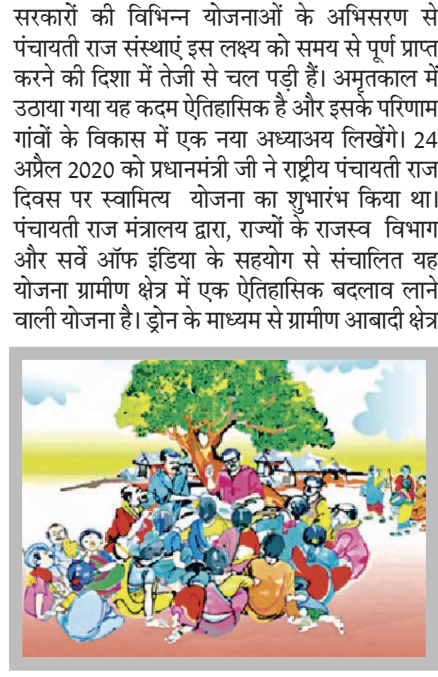 सरकारों की विभिन्न योजनाओं के अभिसरण से
पंचायती राज संस्थाएं इस लक्ष्य को समय से पूर्ण प्राप्त
करने की दिशा में तेजी से चल पड़ी हैं। अमृतकाल में
उठाया गया यह कदम ऐतिहासिक है और इसके परिणाम
गांवों के विकास में एक नया अध्याअय लिखेंगे। 24
अप्रैल 2020 को प्रधानमंत्री जी ने राष्ट्रीय पंचायती राज
दिवस पर स्वामित्य योजना का शुभारंभ किया था।
पंचायती राज मंत्रालय द्वारा, राज्यों के राजस्व विभाग
और सर्वे ऑफ इंडिया के सहयोग से संचालित यह
योजना ग्रामीण क्षेत्र में एक ऐतिहासिक बदलाव लाने
वाली योजना है। ड्रोन के माध्यम से ग्रामीण आबादी क्षेत्र